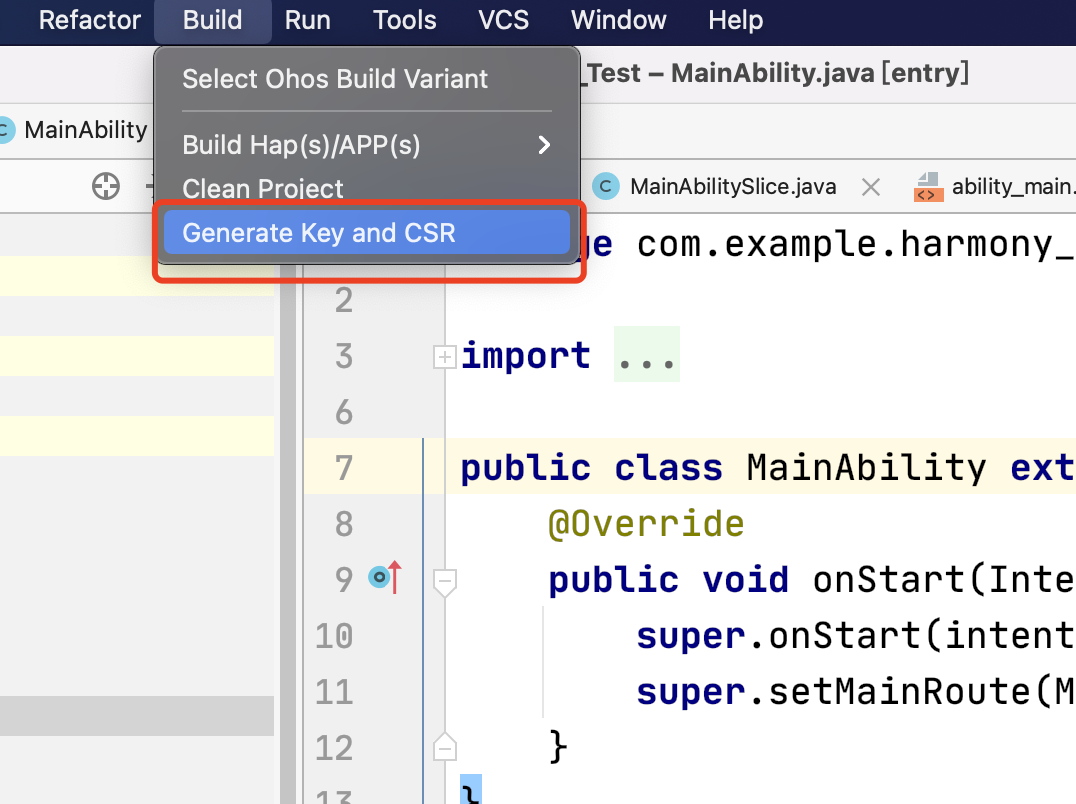 Refactor Build Run Tools VCS Window Help
Select Ohos Build Variant
_Test – MainAbility.java [entry]
Build Hap(s)/APP(s)
C MainAbility
Clean Project
C MainAbilitySlice.java
ability_main.
Generate Key and CSR
ge com.example.harmony_
2
3 import ...
6
7 public class MainAbility ext
8 @Override
9 public void onStart(Inte
10 super.onStart(intent
11 super.setMainRoute(M
12 }
13 }